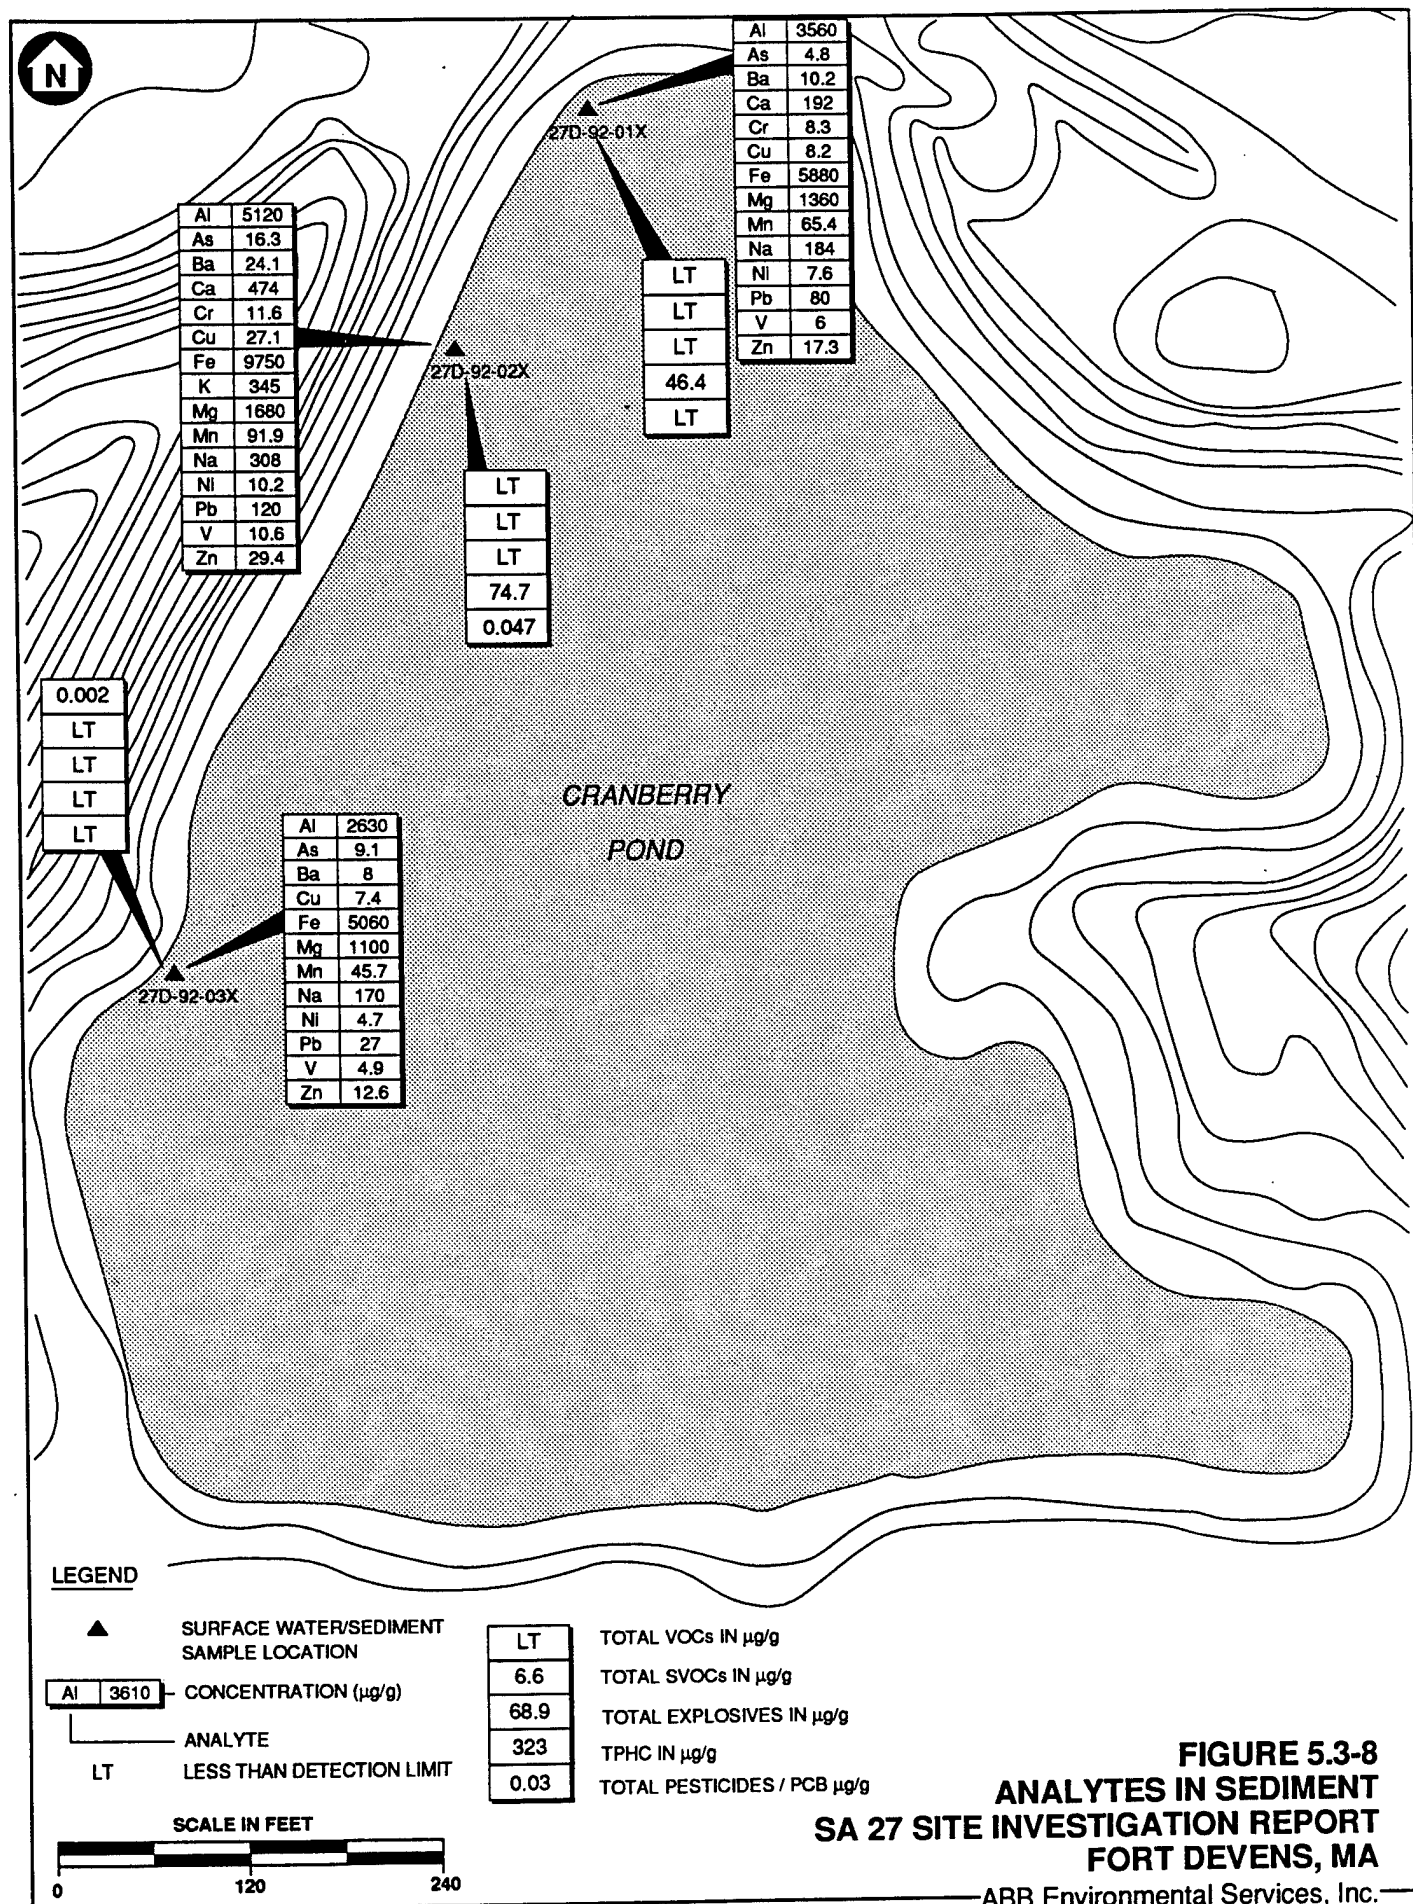 N
Al 3560
As 4.8
Ba 10.2
Ca 192
Cr 8.3
Cu 8.2
Fe 5880
Mg 1360
Mn 65.4
Na 184
Ni 7.6
Pb 80
V 6
Zn 17.3
27D-92-01X
LT
LT
LT
46.4
LT
Al 5120
As 16.3
Ba 24.1
Ca 474
Cr 11.6
Cu 27.1
Fe 9750
K 345
Mg 1680
Mn 91.9
Na 308
Ni 10.2
Pb 120
V 10.6
Zn 29.4
27D-92-02X
LT
LT
LT
74.7
0.047
0.002
LT
LT
LT
LT
CRANBERRY
POND
Al 2630
As 9.1
Ba 8
Cu 7.4
Fe 5060
Mg 1100
Mn 45.7
Na 170
Ni 4.7
Pb 27
V 4.9
Zn 12.6
27D-92-03X
LEGEND
SURFACE WATER/SEDIMENT
SAMPLE LOCATION
Al 3610 CONCENTRATION (µg/g)
ANALYTE
LT LESS THAN DETECTION LIMIT
LT TOTAL VOCs IN µg/g
6.6 TOTAL SVOCs IN µg/g
68.9 TOTAL EXPLOSIVES IN µg/g
323 TPHC IN µg/g
0.03 TOTAL PESTICIDES / PCB µg/g
SCALE IN FEET
0 120 240
FIGURE 5.3-8
ANALYTES IN SEDIMENT
SA 27 SITE INVESTIGATION REPORT
FORT DEVENS, MA
ABB Environmental Services, Inc.